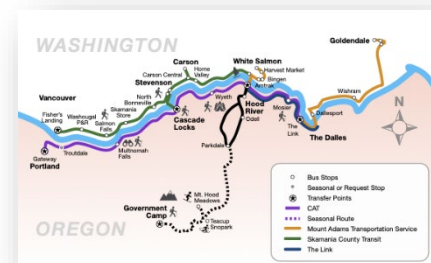 WASHINGTON
Goldendale
Carson
White Salmon
Carson Central
Home
Valley
Harvest Market
Stevenson
Bingen
Amtrak
Wishram
Vancouver
North
Bonneville
Wyeth
Skamania
Store
Hood
River
Dallesport
Washougal
P&R
Mosier
Fisher's
Landing
Salmon
Falls
Cascade
Locks
Odell
The
Link
The Dalles
Multnomah
Falls
Troutdale
Gateway
Portland
Parkdale
N
Mt. Hood
Meadows
Government
Camp
Teacup
Snopark
OREGON
Bus Stops
Seasonal or Request Stop
Transfer Points
CAT
Seasonal Route
Mount Adams Transportation Service
Skamania County Transit
The Link